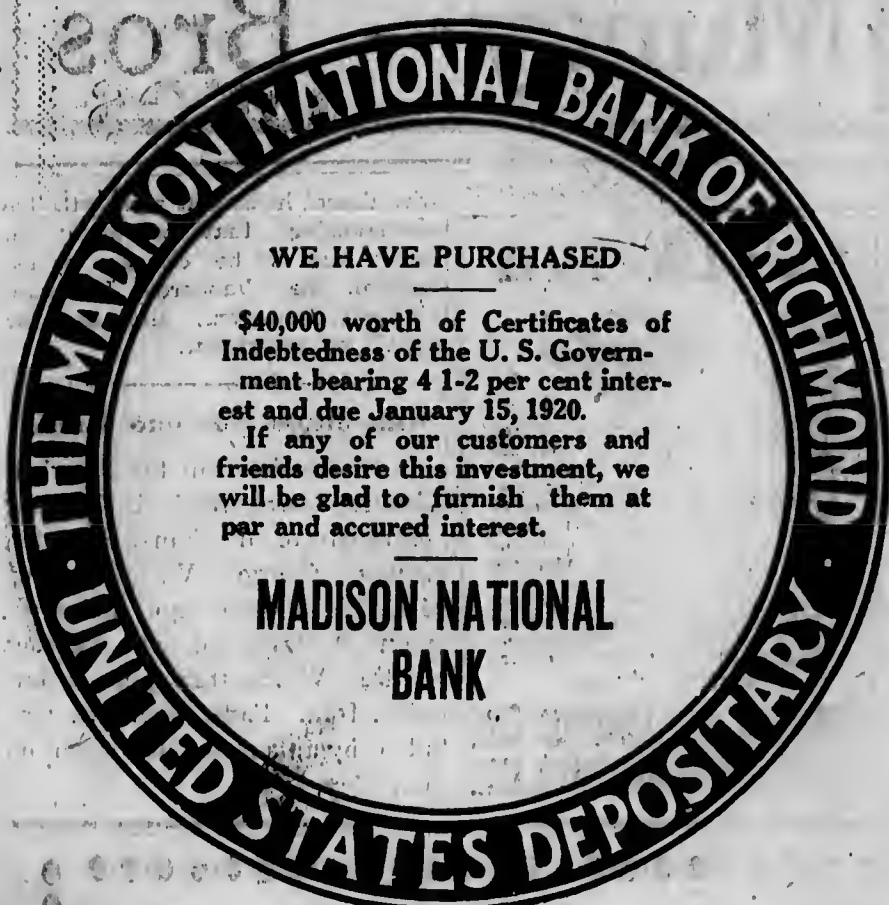 THE MADISON NATIONAL BANK OF RICHMOND
WE HAVE PURCHASED
$40,000 worth of Certificates of
Indebtedness of the U. S. Govern-
ment bearing 4 1-2 per cent inter-
est and due January 15, 1920.
If any of our customers and
friends desire this investment, we
will be glad to furnish them at
par and accured interest.
MADISON NATIONAL
BANK
· UNITED STATES DEPOSITARY ·